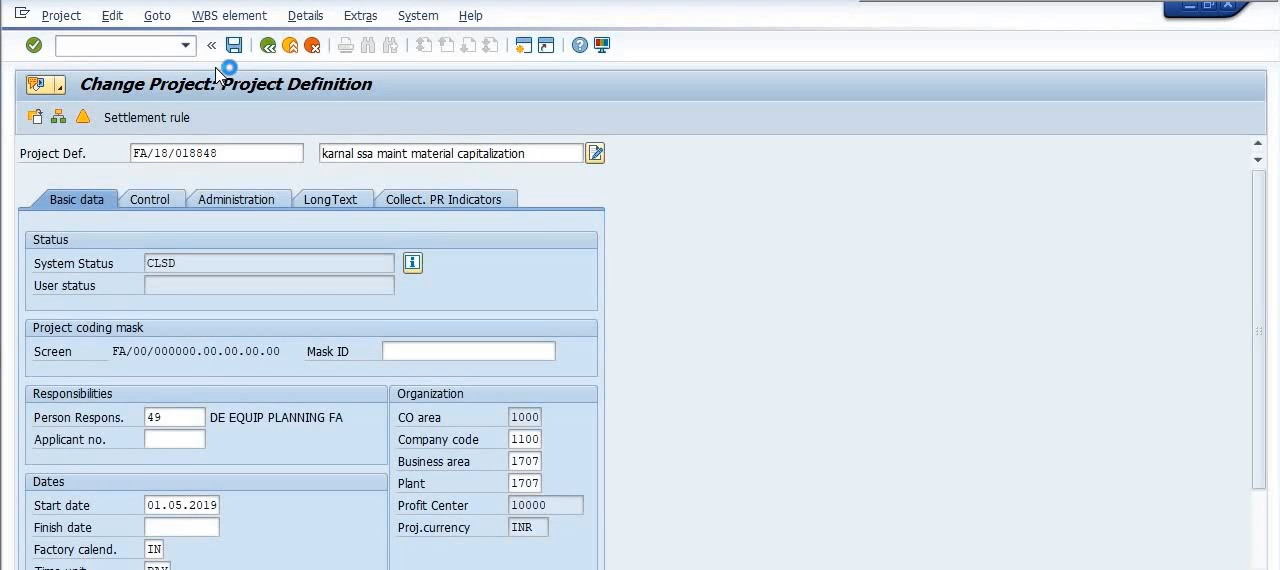 Project Edit Goto WBS element Details Extras System Help
Change Project: Project Definition
Settlement rule
Project Def. FA/18/018848 karnal ssa maint material capitalization
Basic data Control Administration LongText Collect. PR Indicators
Status
System Status CLSD
User status
Project coding mask
Screen FA/00/000000.00.00.00.00 Mask ID
Responsibilities
Person Respons. 49 DE EQUIP PLANNING FA
Applicant no.
Organization
CO area 1000
Company code 1100
Business area 1707
Plant 1707
Profit Center 10000
Proj.currency INR
Dates
Start date 01.05.2019
Finish date
Factory calend. IN